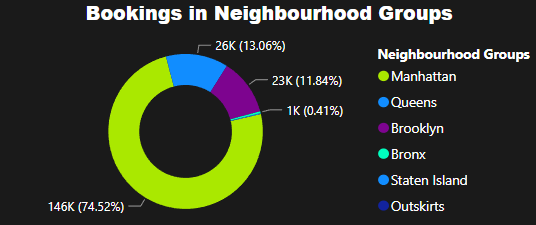 Bookings in Neighbourhood Groups
26K (13.06%)
23K (11.84%)
1K (0.41%)
146K (74.52%)
Neighbourhood Groups
Manhattan
Queens
Brooklyn
Bronx
Staten Island
Outskirts